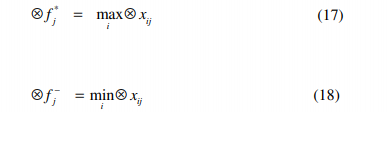 ⊗f_j^* = max_i ⊗x_ij (17)
⊗f_j^- = min_i ⊗x_ij (18)